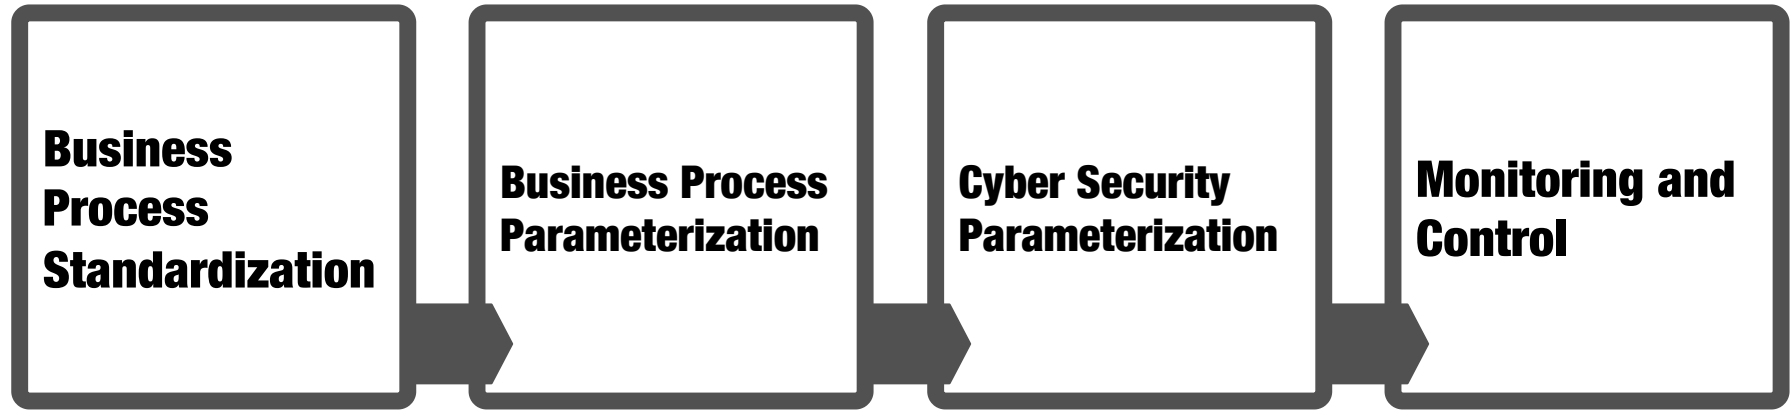 Business
Process
Standardization
Business Process
Parameterization
Cyber Security
Parameterization
Monitoring and
Control